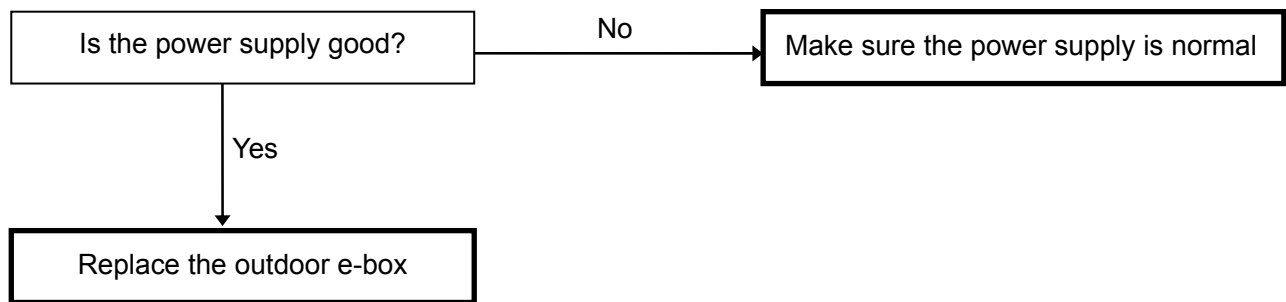 Is the power supply good?
No
Make sure the power supply is normal
Yes
Replace the outdoor e-box